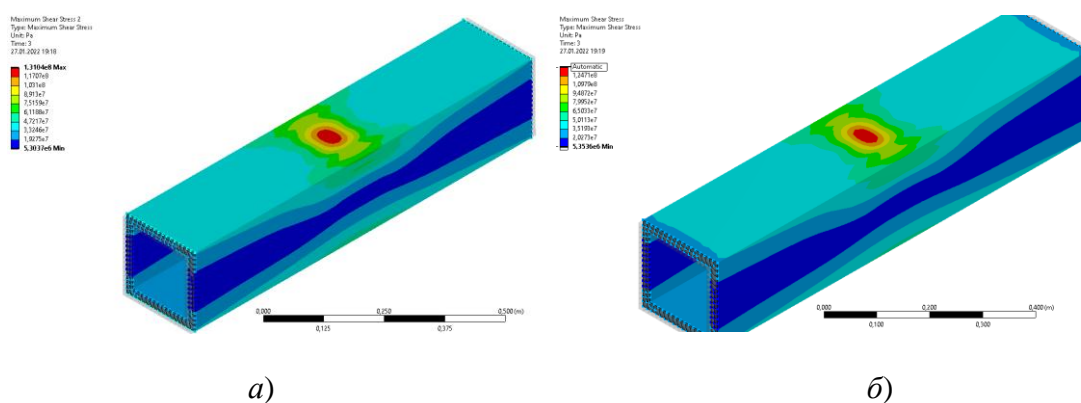 Maximum Shear Stress 2
Type: Maximum Shear Stress
Unit: Pa
Time: 3
27.01.2022 19:18
1,3104e8 Max
1,1707e8
1,031e8
8,913e7
7,5159e7
6,1188e7
4,7217e7
3,3246e7
1,9275e7
5,3037e6 Min
0,000
0,250
0,500 (m)
0,125
0,375
Maximum Shear Stress
Type: Maximum Shear Stress
Unit: Pa
Time: 3
27.01.2022 19:19
Automatic
1,2471e8
1,0979e8
9,4872e7
7,9952e7
6,5033e7
5,0113e7
3,5193e7
2,0273e7
5,3536e6 Min
0,000
0,200
0,400 (m)
0,100
0,300
а)
б)